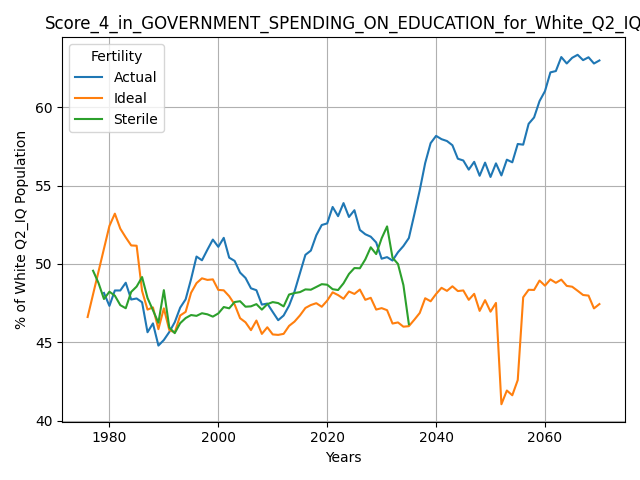 Score_4_in_GOVERNMENT_SPENDING_ON_EDUCATION_for_White_Q2_IQ
Fertility
Actual
Ideal
Sterile
% of White Q2_IQ Population
60
55
50
45
40
1980
2000
2020
2040
2060
Years